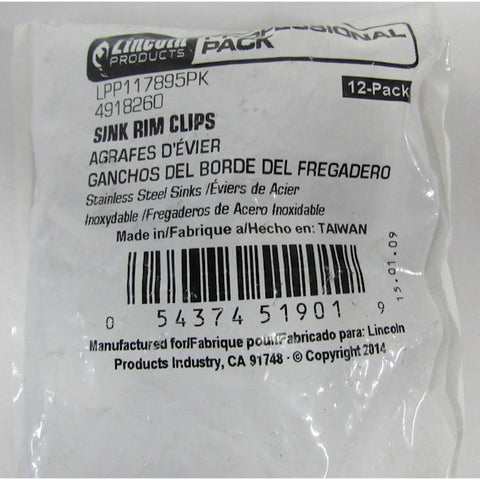 Lincoln
PRODUCTS
PROFESSIONAL
PACK
LPP117895PK
4918260
12-Pack
SINK RIM CLIPS
AGRAFES D'ÉVIER
GANCHOS DEL BORDE DEL FREGADERO
Stainless Steel Sinks /Éviers de Acier
Inoxydable /Fregaderos de Acero Inoxidable
Made in/Fabrique a/Hecho en: TAIWAN
15.01.09
0 54374 51901 9
Manufactured for/Fabrique pour/Fabricado para: Lincoln
Products Industry, CA 91748 - © Copyright 2014